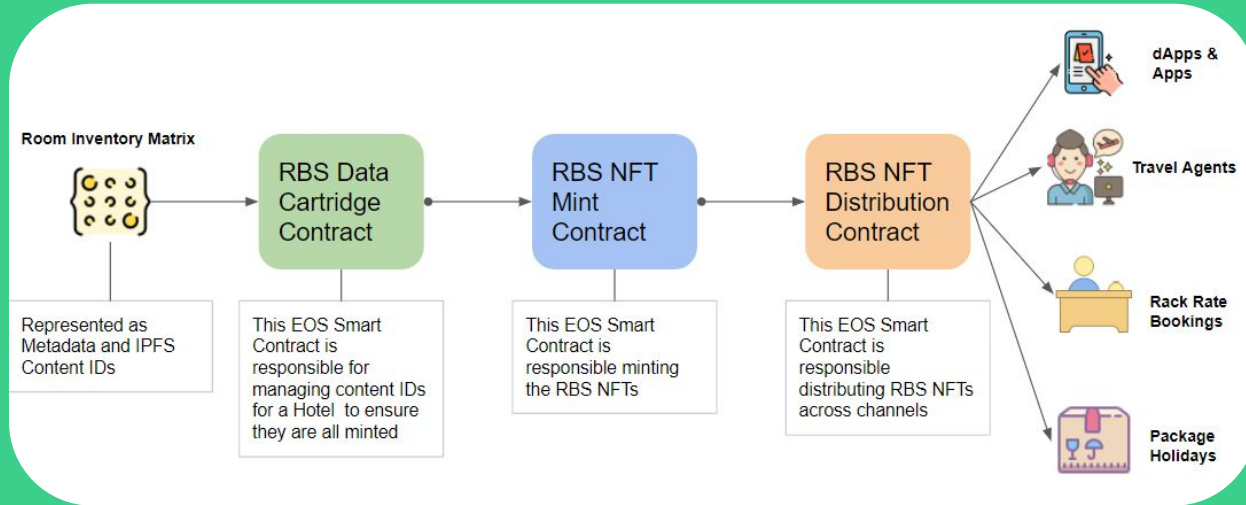 Room Inventory Matrix
RBS Data
Cartridge
Contract
RBS NFT
Mint
Contract
RBS NFT
Distribution
Contract
dApps &
Apps
Travel Agents
Rack Rate
Bookings
Package
Holidays
Represented as
Metadata and IPFS
Content IDs
This EOS Smart
Contract is
responsible for
managing content IDs
for a Hotel  to ensure
they are all minted
This EOS Smart
Contract is
responsible minting
the RBS NFTs
This EOS Smart
Contract is
responsible
distributing RBS NFTs
across channels